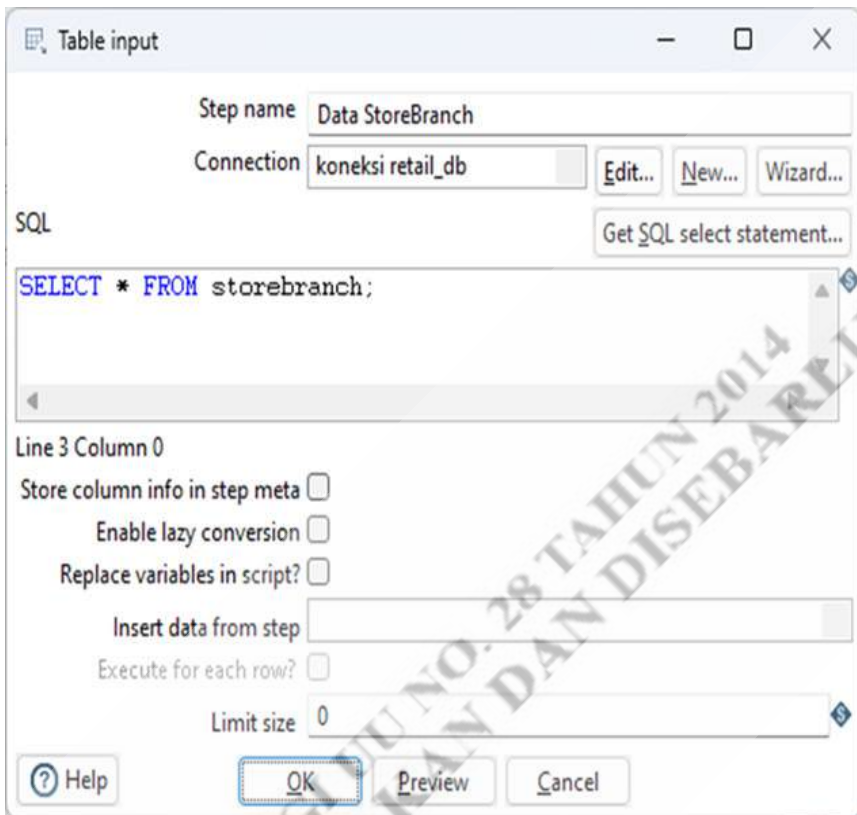 Table input
Step name Data StoreBranch
Connection koneksi retail_db Edit... New... Wizard...
SQL Get SQL select statement...
SELECT * FROM storebranch;
Line 3 Column 0
Store column info in step meta
Enable lazy conversion
Replace variables in script?
Insert data from step
Execute for each row?
Limit size 0
Help OK Preview Cancel
UU NO. 28 TAHUN 2014
KAN DAN DISEBARL